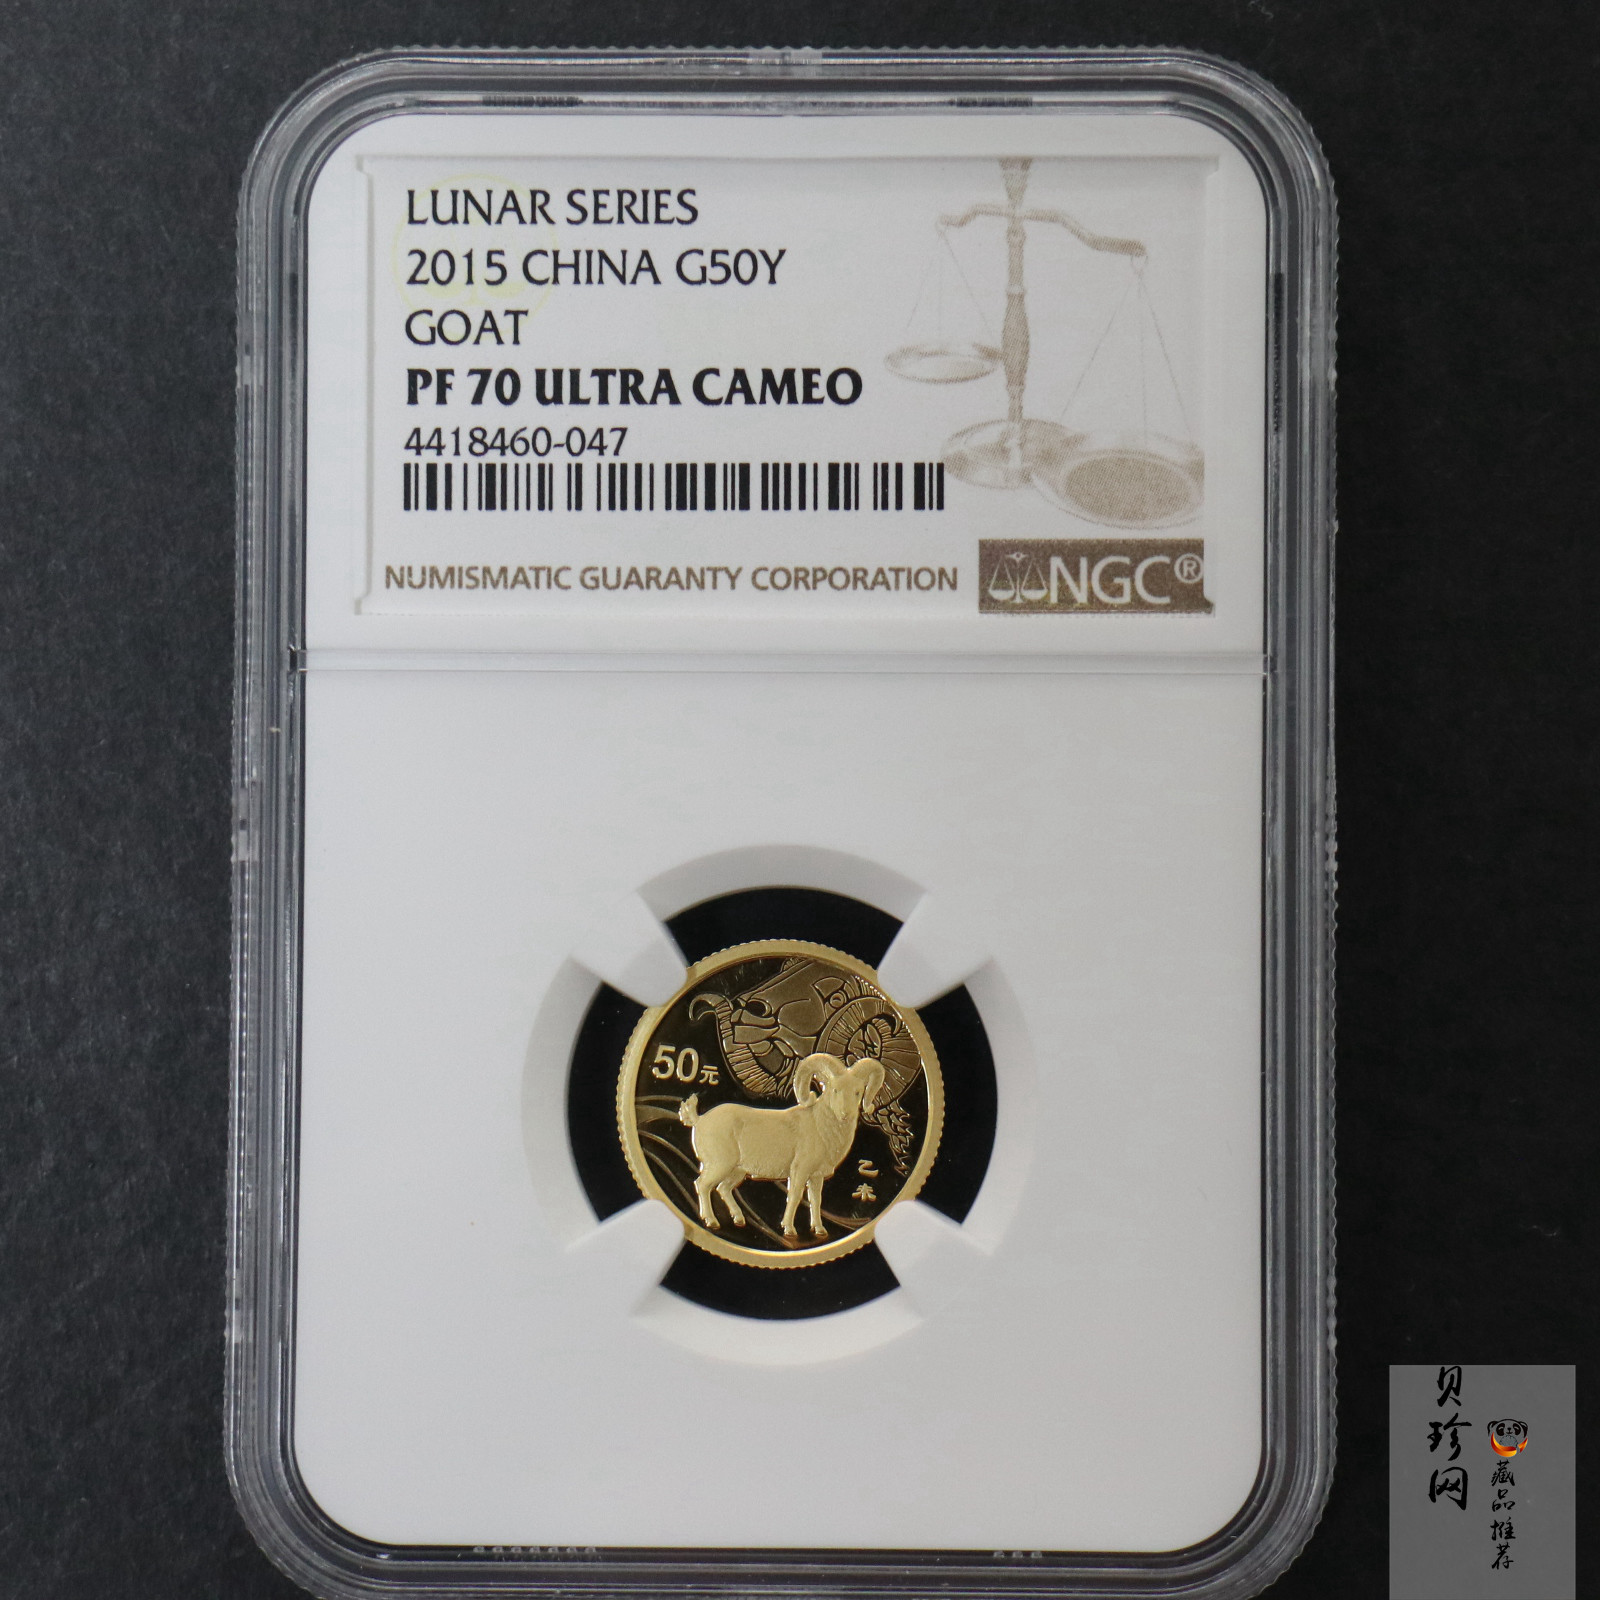 LUNAR SERIES
2015 CHINA G50Y
GOAT
PF 70 ULTRA CAMEO
4418460-047
NUMISMATIC GUARANTY CORPORATION
NGC®
50元
乙
未
贝珍网
藏品推荐